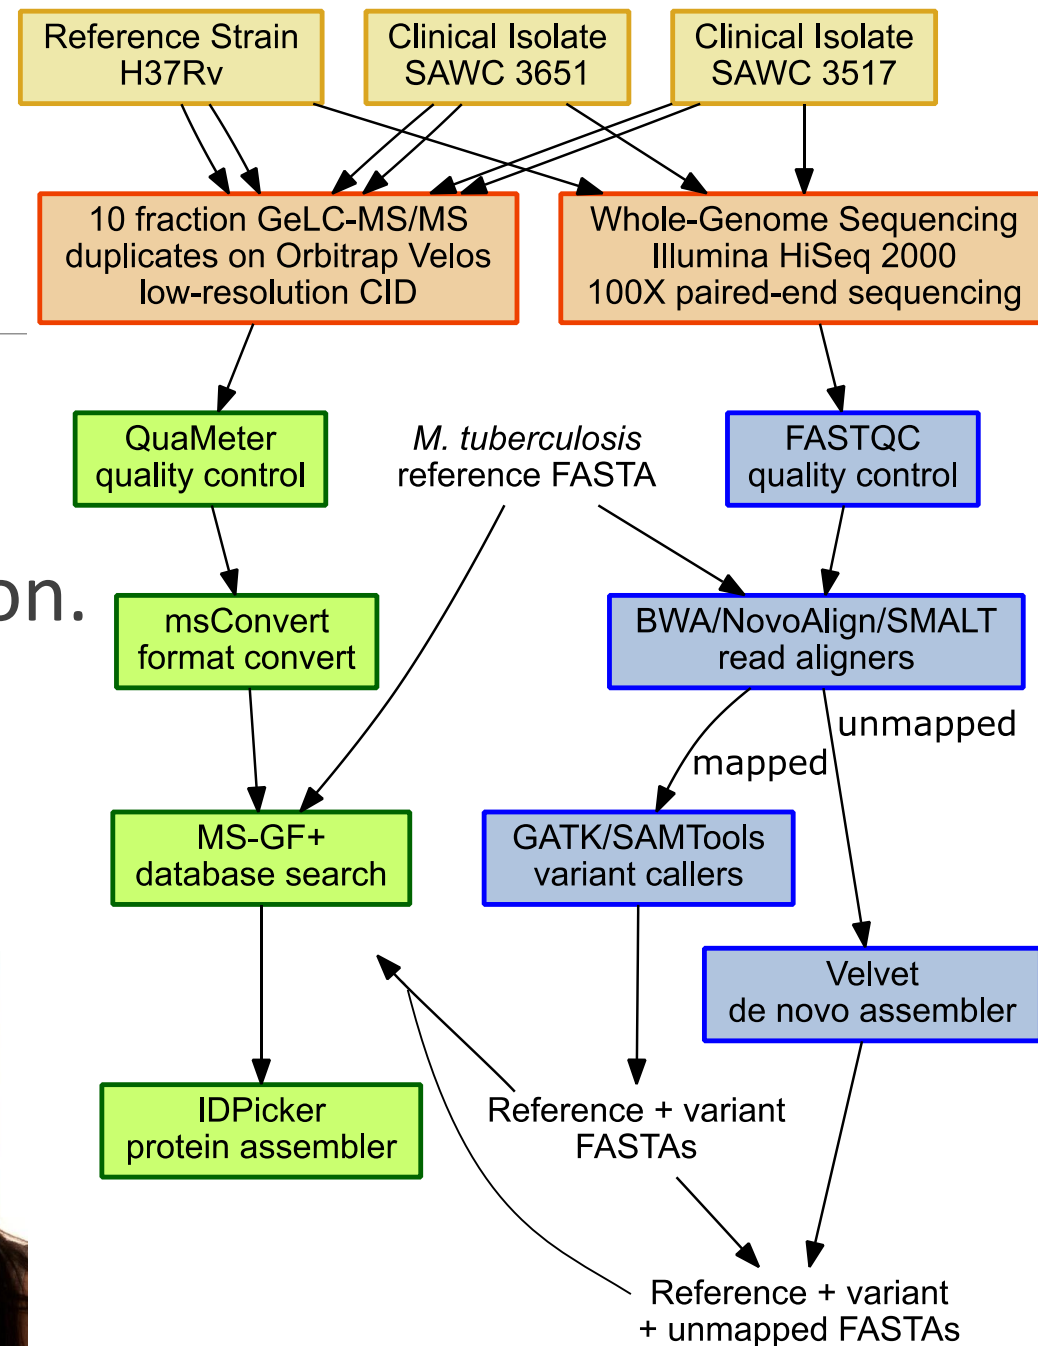 Reference Strain
H37Rv
Clinical Isolate
SAWC 3651
Clinical Isolate
SAWC 3517
10 fraction GeLC-MS/MS
duplicates on Orbitrap Velos
low-resolution CID
Whole-Genome Sequencing
Illumina HiSeq 2000
100X paired-end sequencing
QuaMeter
quality control
M. tuberculosis
reference FASTA
FASTQC
quality control
on.
msConvert
format convert
BWA/NovoAlign/SMALT
read aligners
mapped
unmapped
MS-GF+
database search
GATK/SAMTools
variant callers
Velvet
de novo assembler
IDPicker
protein assembler
Reference + variant
FASTAs
Reference + variant
+ unmapped FASTAs